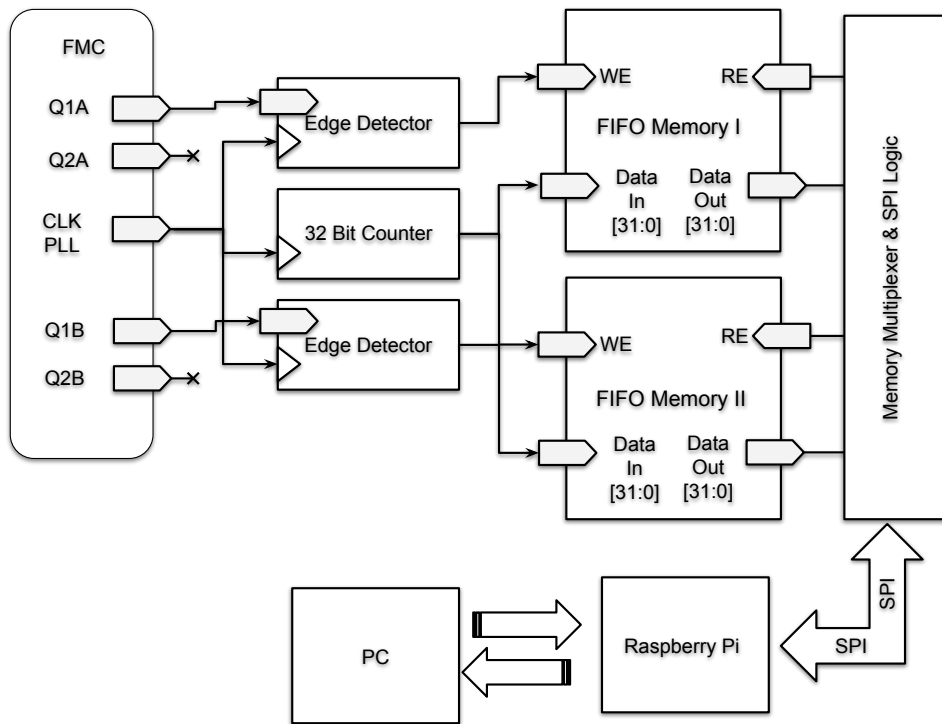 FMC
Q1A
Q2A
CLK
PLL
Q1B
Q2B
Edge Detector
32 Bit Counter
Edge Detector
WE
RE
FIFO Memory I
Data
In
[31:0]
Data
Out
[31:0]
WE
RE
FIFO Memory II
Data
In
[31:0]
Data
Out
[31:0]
Memory Multiplexer & SPI Logic
SPI
SPI
Raspberry Pi
PC